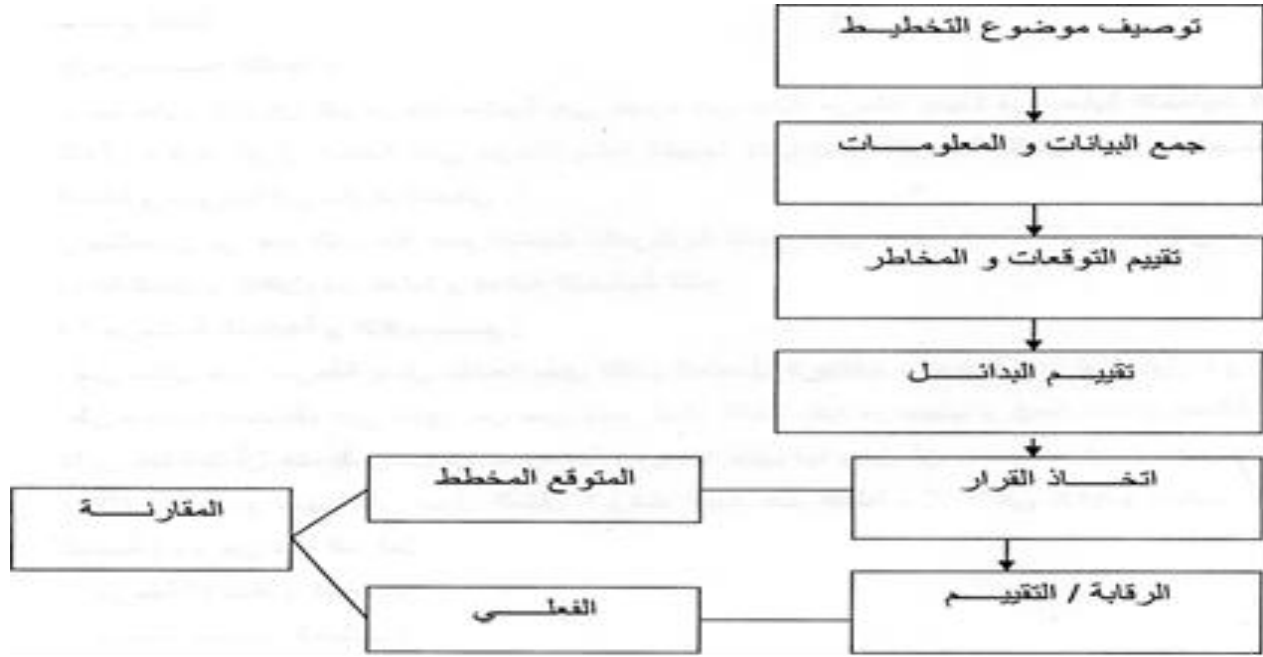 توصيف موضوع التخطيط
جمع البيانات و المعلومات
تقييم التوقعات و المخاطر
تقييم البدائل
اتخاذ القرار
المتوقع المخطط
المقارنة
الرقابة / التقييم
الفعلي